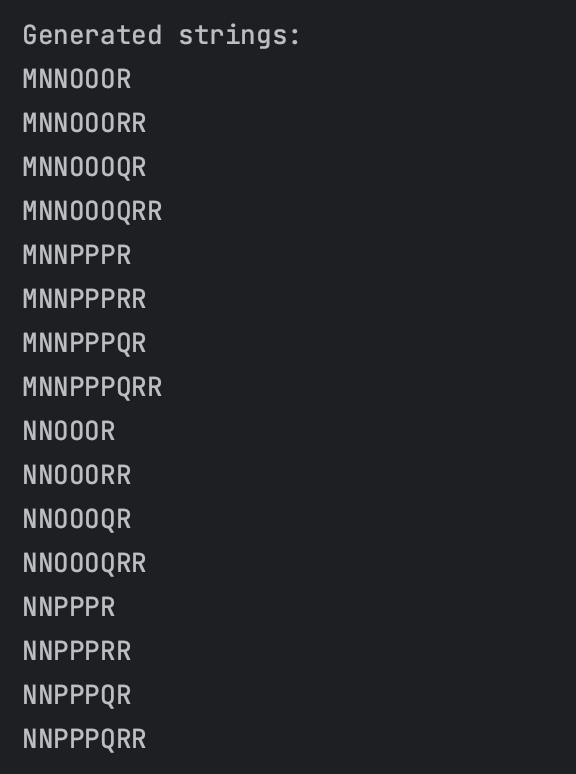 Generated strings:
MNNOOOR
MNNOOORR
MNNOOOQR
MNNOOOQRR
MNNPPPR
MNNPPPRR
MNNPPPQR
MNNPPPQRR
NNOOOR
NNOOORR
NNOOOQR
NNOOOQRR
NNPPPR
NNPPPRR
NNPPPQR
NNPPPQRR